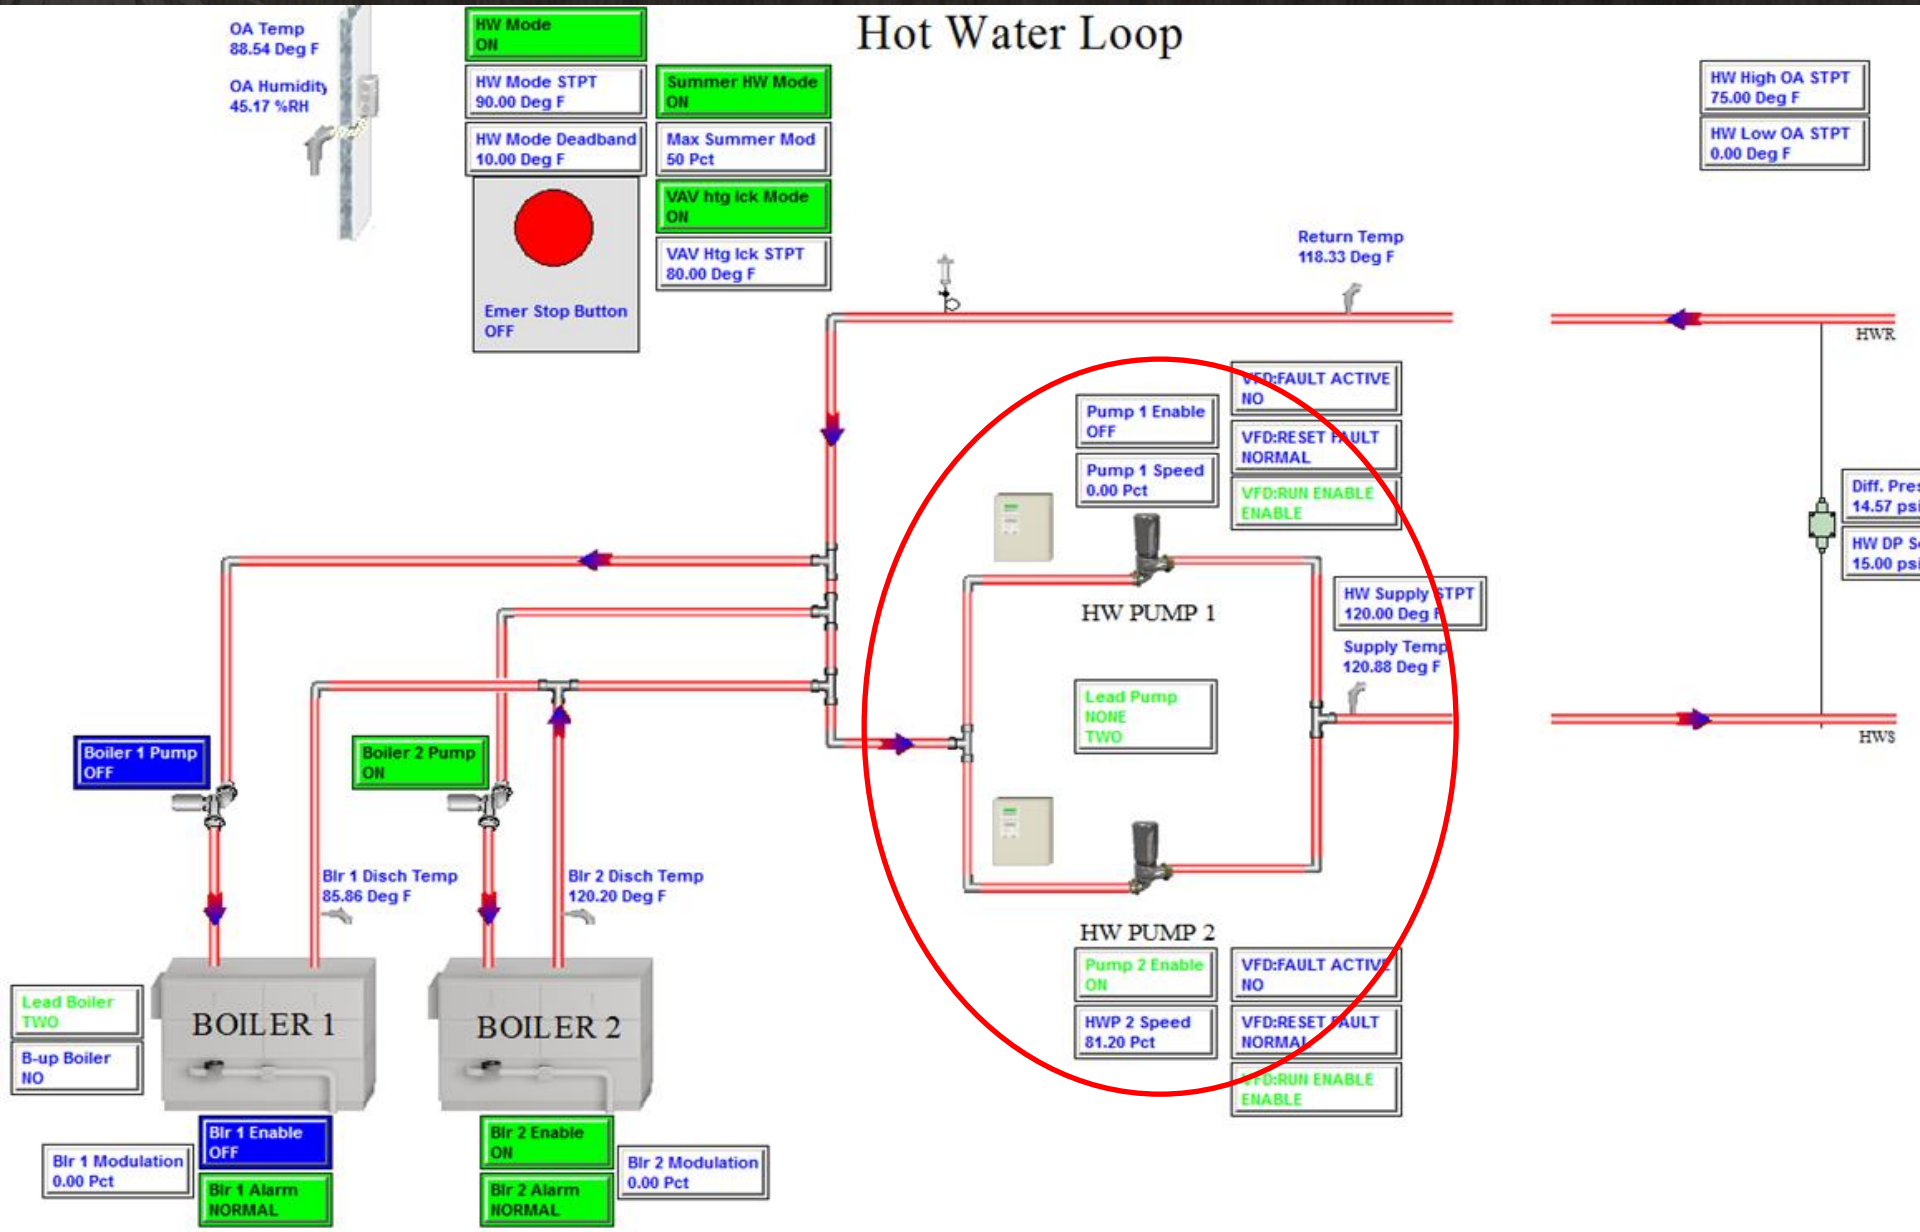 Hot Water Loop
OA Temp
88.54 Deg F
OA Humidity
45.17 %RH
HW Mode
ON
HW Mode STPT
90.00 Deg F
HW Mode Deadband
10.00 Deg F
Summer HW Mode
ON
Max Summer Mod
50 Pct
VAV htg lck Mode
ON
VAV Htg lck STPT
80.00 Deg F
Emer Stop Button
OFF
HW High OA STPT
75.00 Deg F
HW Low OA STPT
0.00 Deg F
Return Temp
118.33 Deg F
HWR
VFD:FAULT ACTIVE
NO
Pump 1 Enable
OFF
VFD:RESET FAULT
NORMAL
Pump 1 Speed
0.00 Pct
VFD:RUN ENABLE
ENABLE
Diff. Pres
14.57 psi
HW DP S
15.00 psi
HW PUMP 1
HW Supply STPT
120.00 Deg F
Supply Temp
120.88 Deg F
Lead Pump
NONE
TWO
HWS
Boiler 1 Pump
OFF
Boiler 2 Pump
ON
Blr 1 Disch Temp
85.86 Deg F
Blr 2 Disch Temp
120.20 Deg F
HW PUMP 2
Pump 2 Enable
ON
VFD:FAULT ACTIVE
NO
HWP 2 Speed
81.20 Pct
VFD:RESET FAULT
NORMAL
VFD:RUN ENABLE
ENABLE
Lead Boiler
TWO
B-up Boiler
NO
BOILER 1
BOILER 2
Blr 1 Enable
OFF
Blr 1 Modulation
0.00 Pct
Blr 1 Alarm
NORMAL
Blr 2 Enable
ON
Blr 2 Modulation
0.00 Pct
Blr 2 Alarm
NORMAL